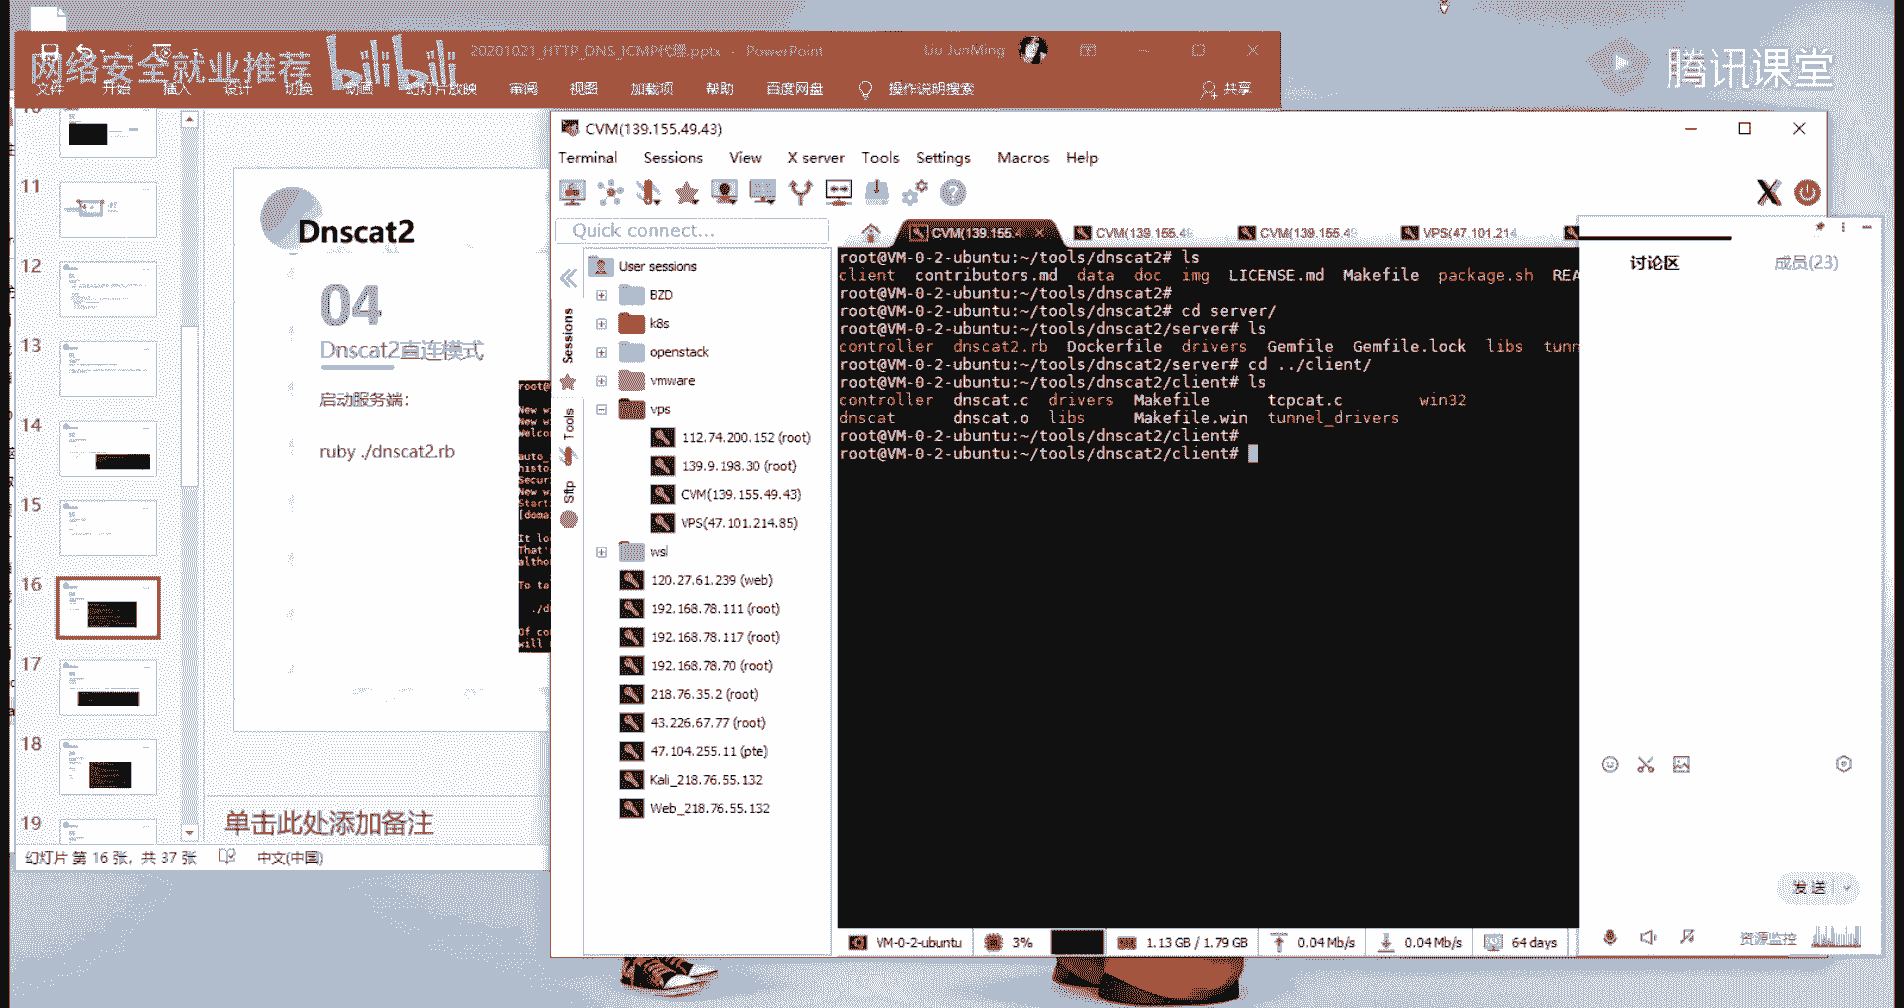 20201021_HTTP_DNS_ICMP代理.pptx - PowerPoint
Liu JunMing
网络安全就业推荐
bilibili
腾讯课堂
文件 开始 插入 设计 切换 动画 幻灯片放映 审阅 视图 加载项 帮助 百度网盘 操作说明搜索 共享
11
12
13
14
15
16
17
18
19
Dnscat2
04
Dnscat2直连模式
启动服务端:
ruby ./dnscat2.rb
单击此处添加备注
幻灯片 第 16 张，共 37 张
中文(中国)
CVM(139.155.49.43)
Terminal Sessions View X server Tools Settings Macros Help
Quick connect...
CVM(139.155.4
CVM(139.155.49
CVM(139.155.49
VPS(47.101.214
Sessions
Tools
Sftp
User sessions
BZD
k8s
openstack
vmware
vps
112.74.200.152 (root)
139.9.198.30 (root)
CVM(139.155.49.43)
VPS(47.101.214.85)
wsl
120.27.61.239 (web)
192.168.78.111 (root)
192.168.78.117 (root)
192.168.78.70 (root)
218.76.35.2 (root)
43.226.67.77 (root)
47.104.255.11 (pte)
Kali_218.76.55.132
Web_218.76.55.132
root@VM-0-2-ubuntu:~/tools/dnscat2# ls
client contributors.md data doc img LICENSE.md Makefile package.sh REA
root@VM-0-2-ubuntu:~/tools/dnscat2#
root@VM-0-2-ubuntu:~/tools/dnscat2# cd server/
root@VM-0-2-ubuntu:~/tools/dnscat2/server# ls
controller dnscat2.rb Dockerfile drivers Gemfile Gemfile.lock libs tunn
root@VM-0-2-ubuntu:~/tools/dnscat2/server# cd ../client/
root@VM-0-2-ubuntu:~/tools/dnscat2/client# ls
controller dnscat.c drivers Makefile tcpcat.c win32
dnscat dnscat.o libs Makefile.win tunnel_drivers
root@VM-0-2-ubuntu:~/tools/dnscat2/client#
root@VM-0-2-ubuntu:~/tools/dnscat2/client#
VM-0-2-ubuntu 3% 1.13 GB / 1.79 GB 0.04 Mb/s 0.04 Mb/s 64 days
讨论区
成员(23)
发送
资源监控